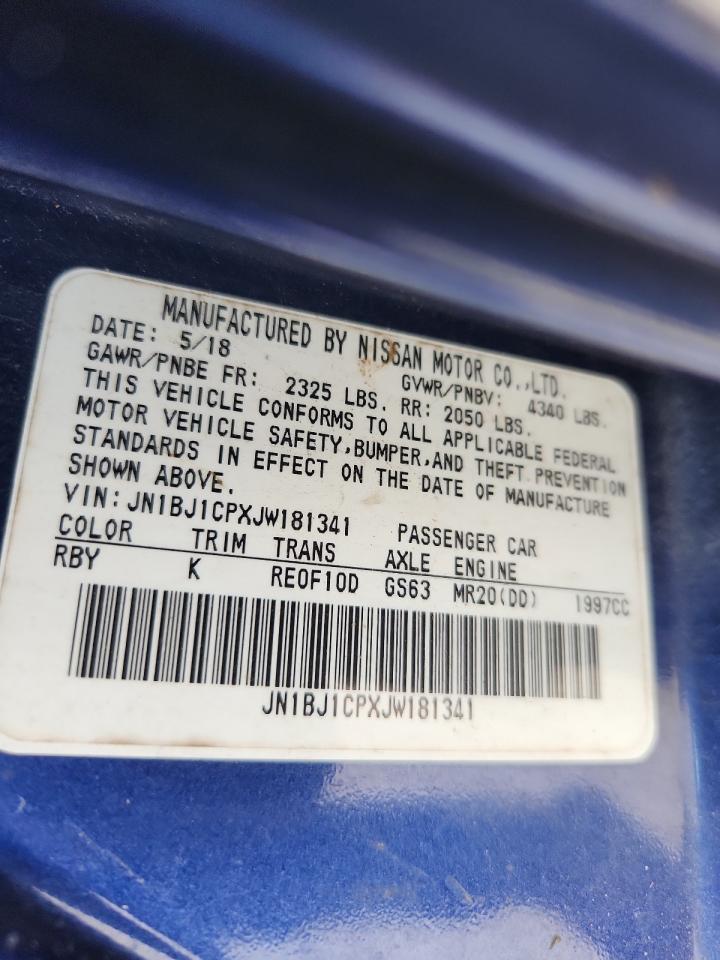 MANUFACTURED BY NISSAN MOTOR CO.,LTD.
DATE: 5/18 GVWR/PNBV: 4340 LBS.
GAWR/PNBE FR: 2325 LBS. RR: 2050 LBS.
THIS VEHICLE CONFORMS TO ALL APPLICABLE FEDERAL
MOTOR VEHICLE SAFETY,BUMPER,AND THEFT PREVENTION
STANDARDS IN EFFECT ON THE DATE OF MANUFACTURE
SHOWN ABOVE.
VIN: JN1BJ1CPXJW181341 PASSENGER CAR
COLOR TRIM TRANS AXLE ENGINE
RBY K RE0F10D GS63 MR20(DD) 1997CC
JN1BJ1CPXJW181341